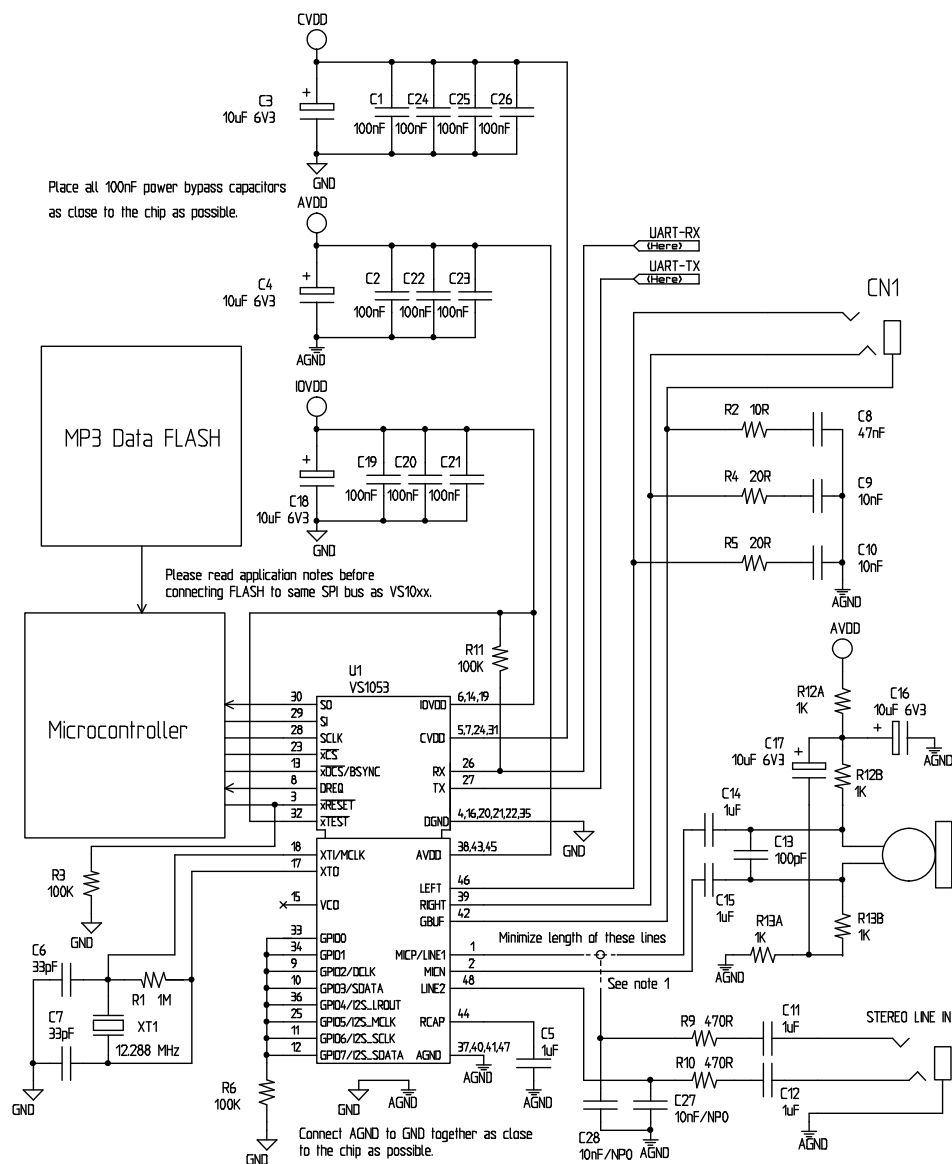 CVDD
C3
10uF 6V3
+
C1
C24
C25
C26
100nF
100nF
100nF
100nF
GND
Place all 100nF power bypass capacitors
as close to the chip as possible.
AVDD
C4
10uF 6V3
+
C2
C22
C23
100nF
100nF
100nF
AGND
UART-RX
(Here)
UART-TX
(Here)
CN1
IOVDD
+
C18
10uF 6V3
C19
C20
C21
100nF
100nF
100nF
GND
MP3 Data FLASH
R2 10R
C8
47nF
R4 20R
C9
10nF
R5 20R
C10
10nF
AGND
Please read application notes before
connecting FLASH to same SPI bus as VS10xx.
Microcontroller
R11
100K
U1
VS1053
30 SO
29 SI
28 SCLK
23 xCS
13 xDCS/BSYNC
8 DREQ
3 xRESET
32 xTEST
IOVDD 6,14,19
CVDD 5,7,24,31
RX 26
TX 27
DGND 4,16,20,21,22,35
GND
AVDD
R12A
1K
C16
10uF 6V3
+
AGND
C17
10uF 6V3
+
R12B
1K
C14
1uF
C13
100pF
C15
1uF
R13A
1K
R13B
1K
AGND
18 XTI/MCLK
17 XTO
15 VCO
33 GPIO0
34 GPIO1
9 GPIO2/DCLK
10 GPIO3/SDATA
36 GPIO4/I2S_LROUT
25 GPIO5/I2S_MCLK
11 GPIO6/I2S_SCLK
12 GPIO7/I2S_SDATA
AVDD 38,43,45
LEFT 46
RIGHT 39
GBUF 42
MICP/LINE1 1
MICN 2
LINE2 48
RCAP 44
AGND 37,40,41,47
AGND
Minimize length of these lines
See note 1
R3
100K
GND
C6
33pF
R1 1M
C7
33pF
XT1
12.288 MHz
GND
R6
100K
GND
GND
AGND
C5
1uF
AGND
Connect AGND to GND together as close
to the chip as possible.
R9 470R
C11
1uF
STEREO LINE IN
R10 470R
C12
1uF
C27
10nF/NP0
C28
10nF/NP0
AGND
AGND